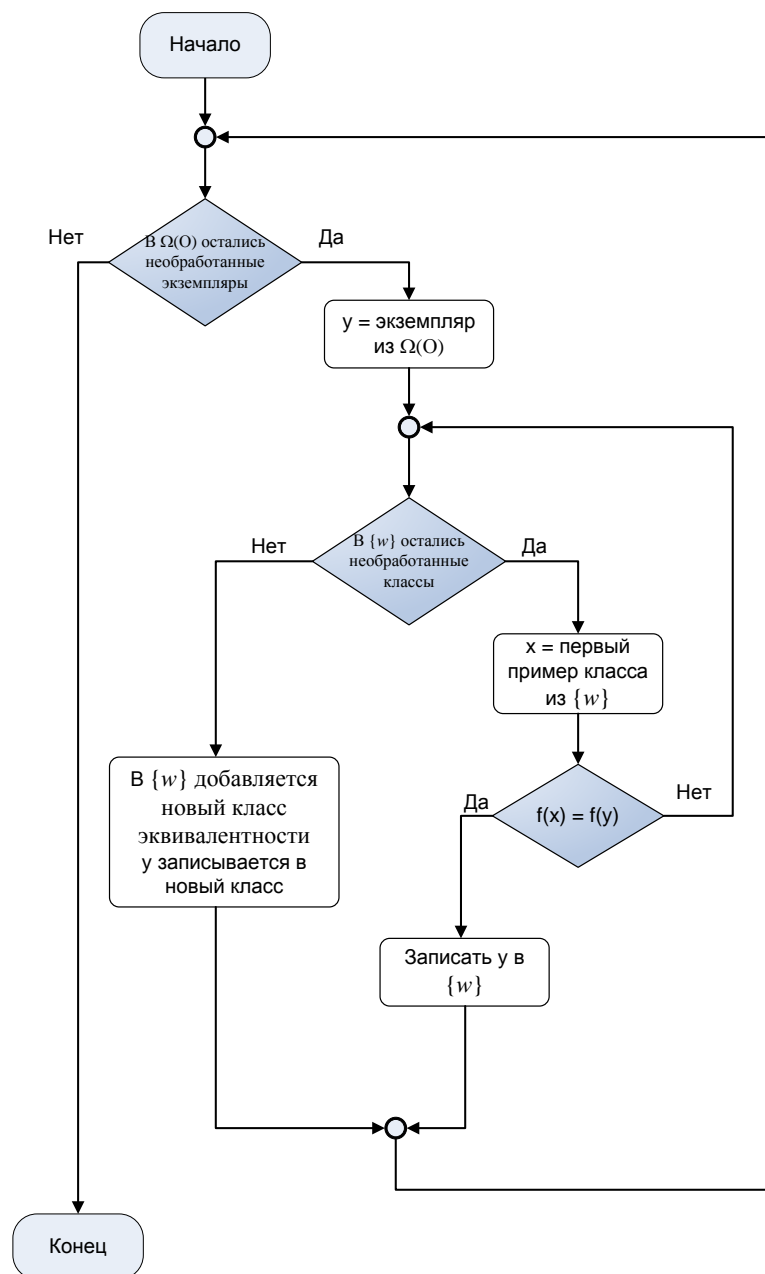 Начало
Нет
Да
В Ω(O) остались
необработанные
экземпляры
y = экземпляр
из Ω(O)
Нет
Да
В {w} остались
необработанные
классы
x = первый
пример класса
из {w}
В {w} добавляется
новый класс
эквивалентности
y записывается в
новый класс
Да
Нет
f(x) = f(y)
Записать y в
{w}
Конец